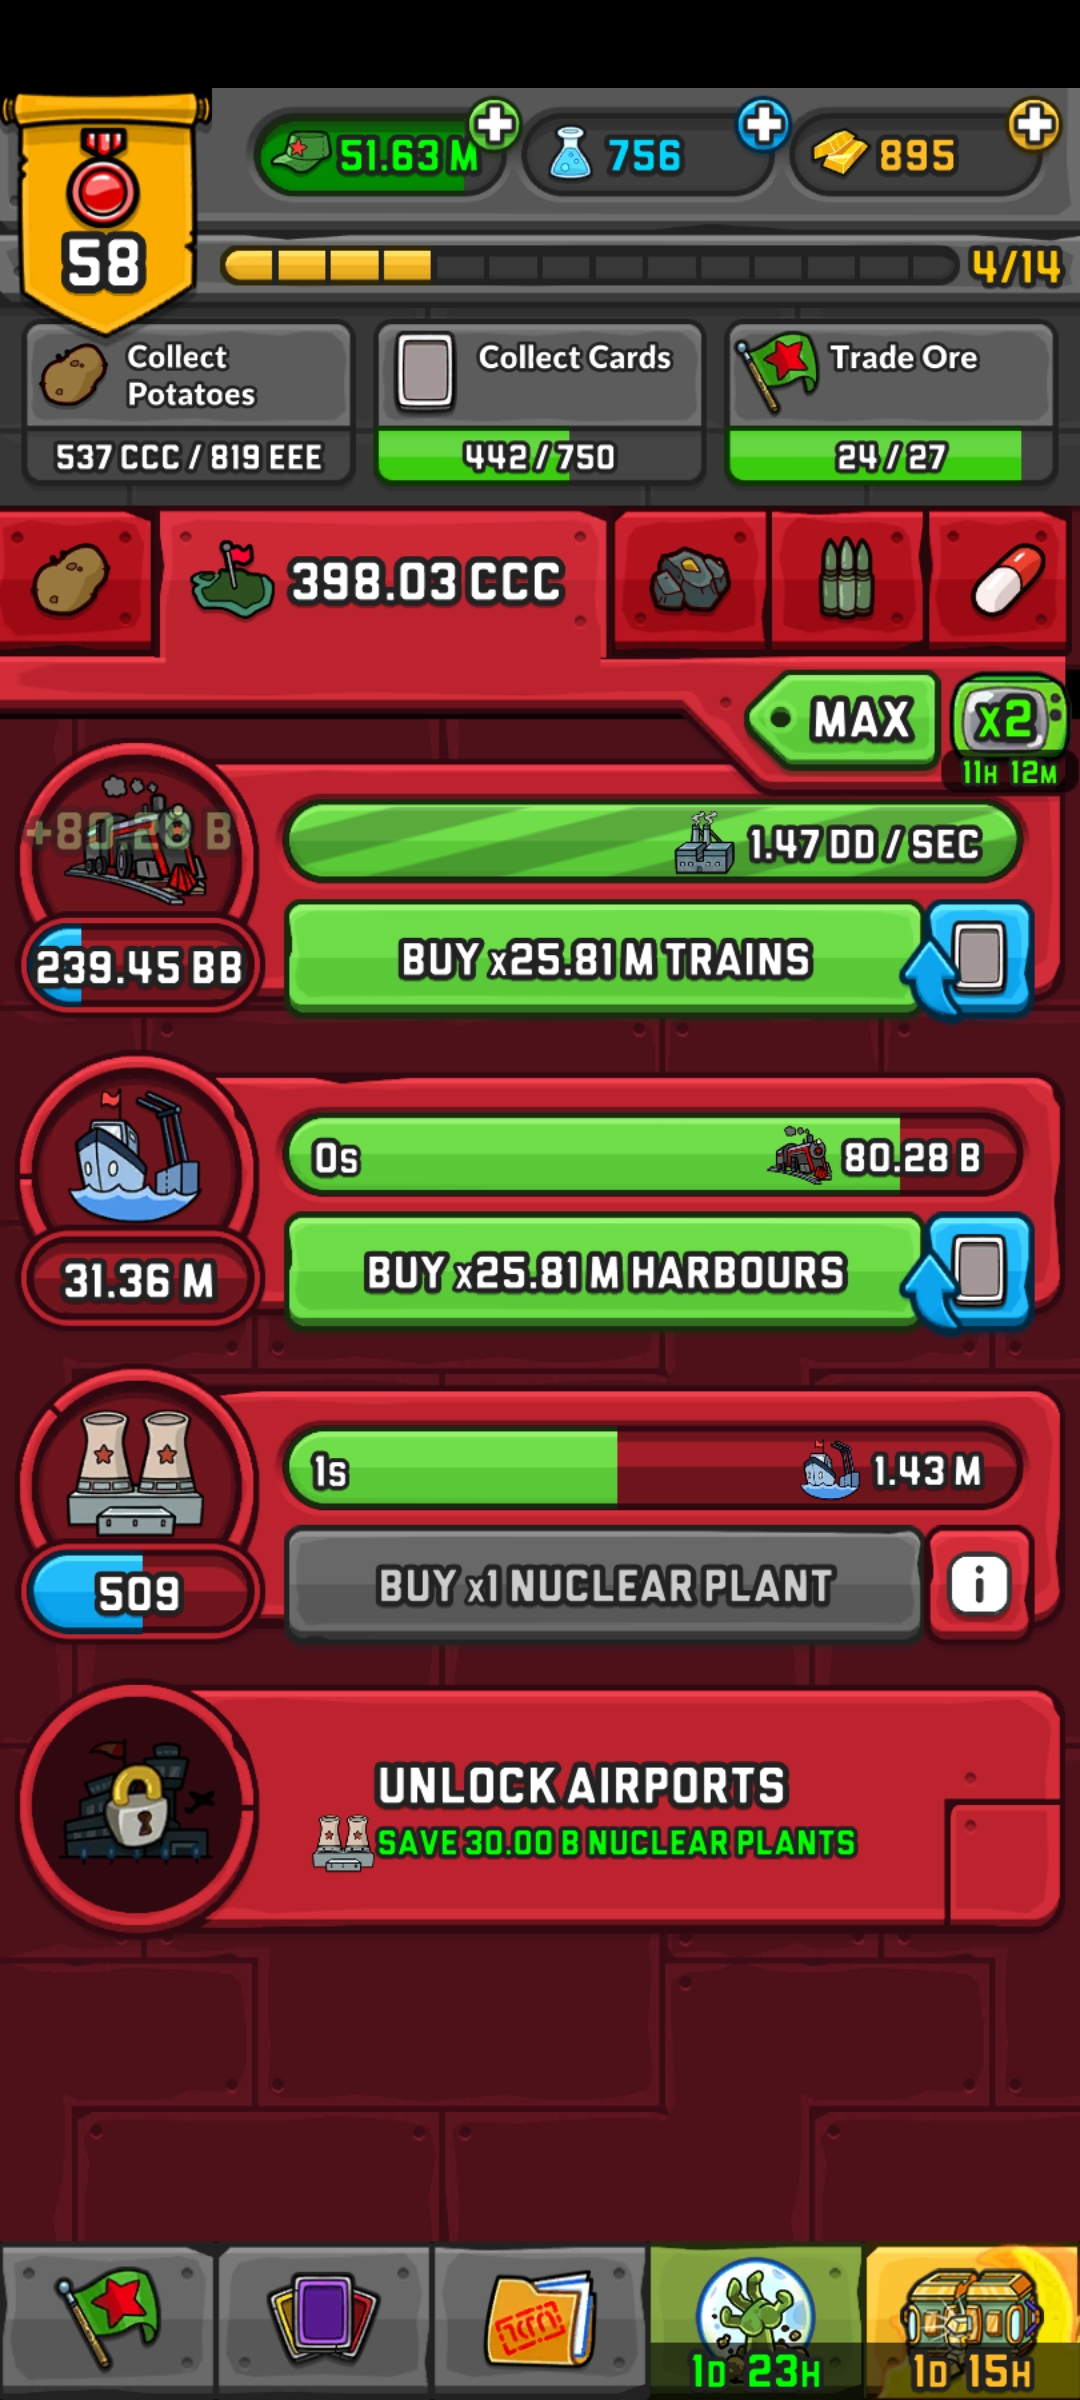 51.63 M
756
895
58
4/14
Collect Potatoes
537 CCC / 819 EEE
Collect Cards
442/750
Trade Ore
24/27
398.03 CCC
MAX
x2
11H 12M
+80.28 B
1.47 DD / SEC
239.45 BB
BUY x25.81 M TRAINS
0s
80.28 B
31.36 M
BUY x25.81 M HARBOURS
1s
1.43 M
509
BUY x1 NUCLEAR PLANT
i
UNLOCK AIRPORTS
SAVE 30.00 B NUCLEAR PLANTS
1D 23H
1D 15H